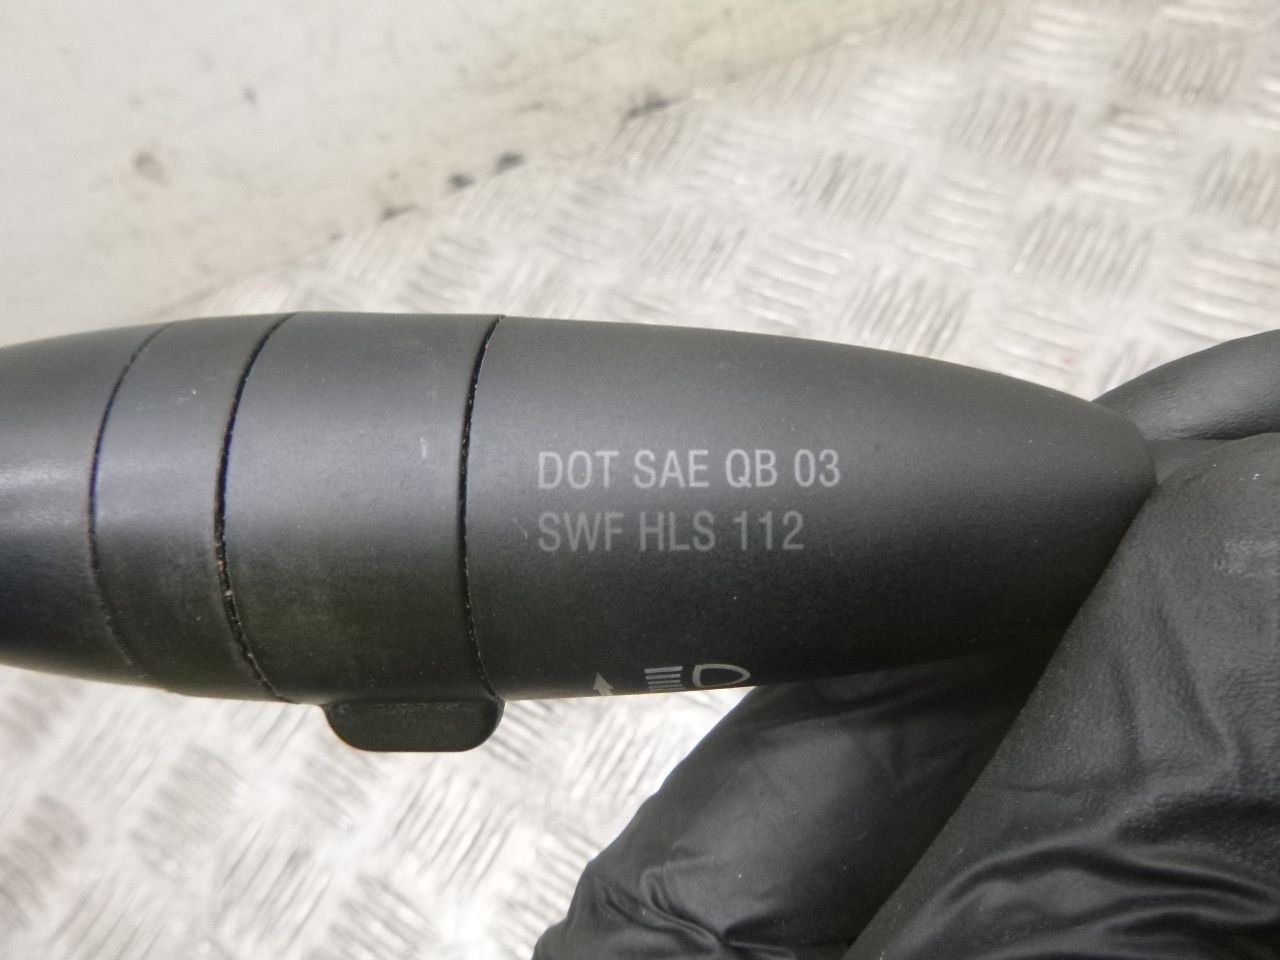 DOT SAE QB 03
SWF HLS 112